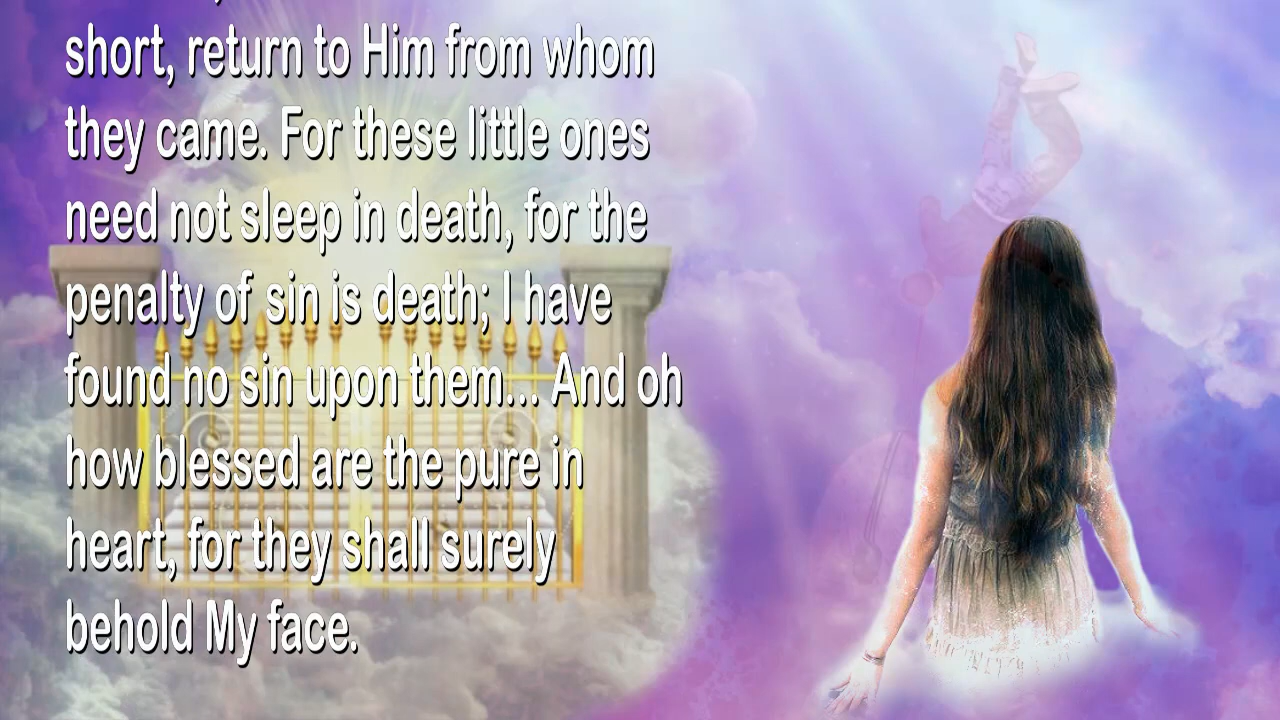 short, return to Him from whom
they came. For these little ones
need not sleep in death, for the
penalty of sin is death; I have
found no sin upon them... And oh
how blessed are the pure in
heart, for they shall surely
behold My face.